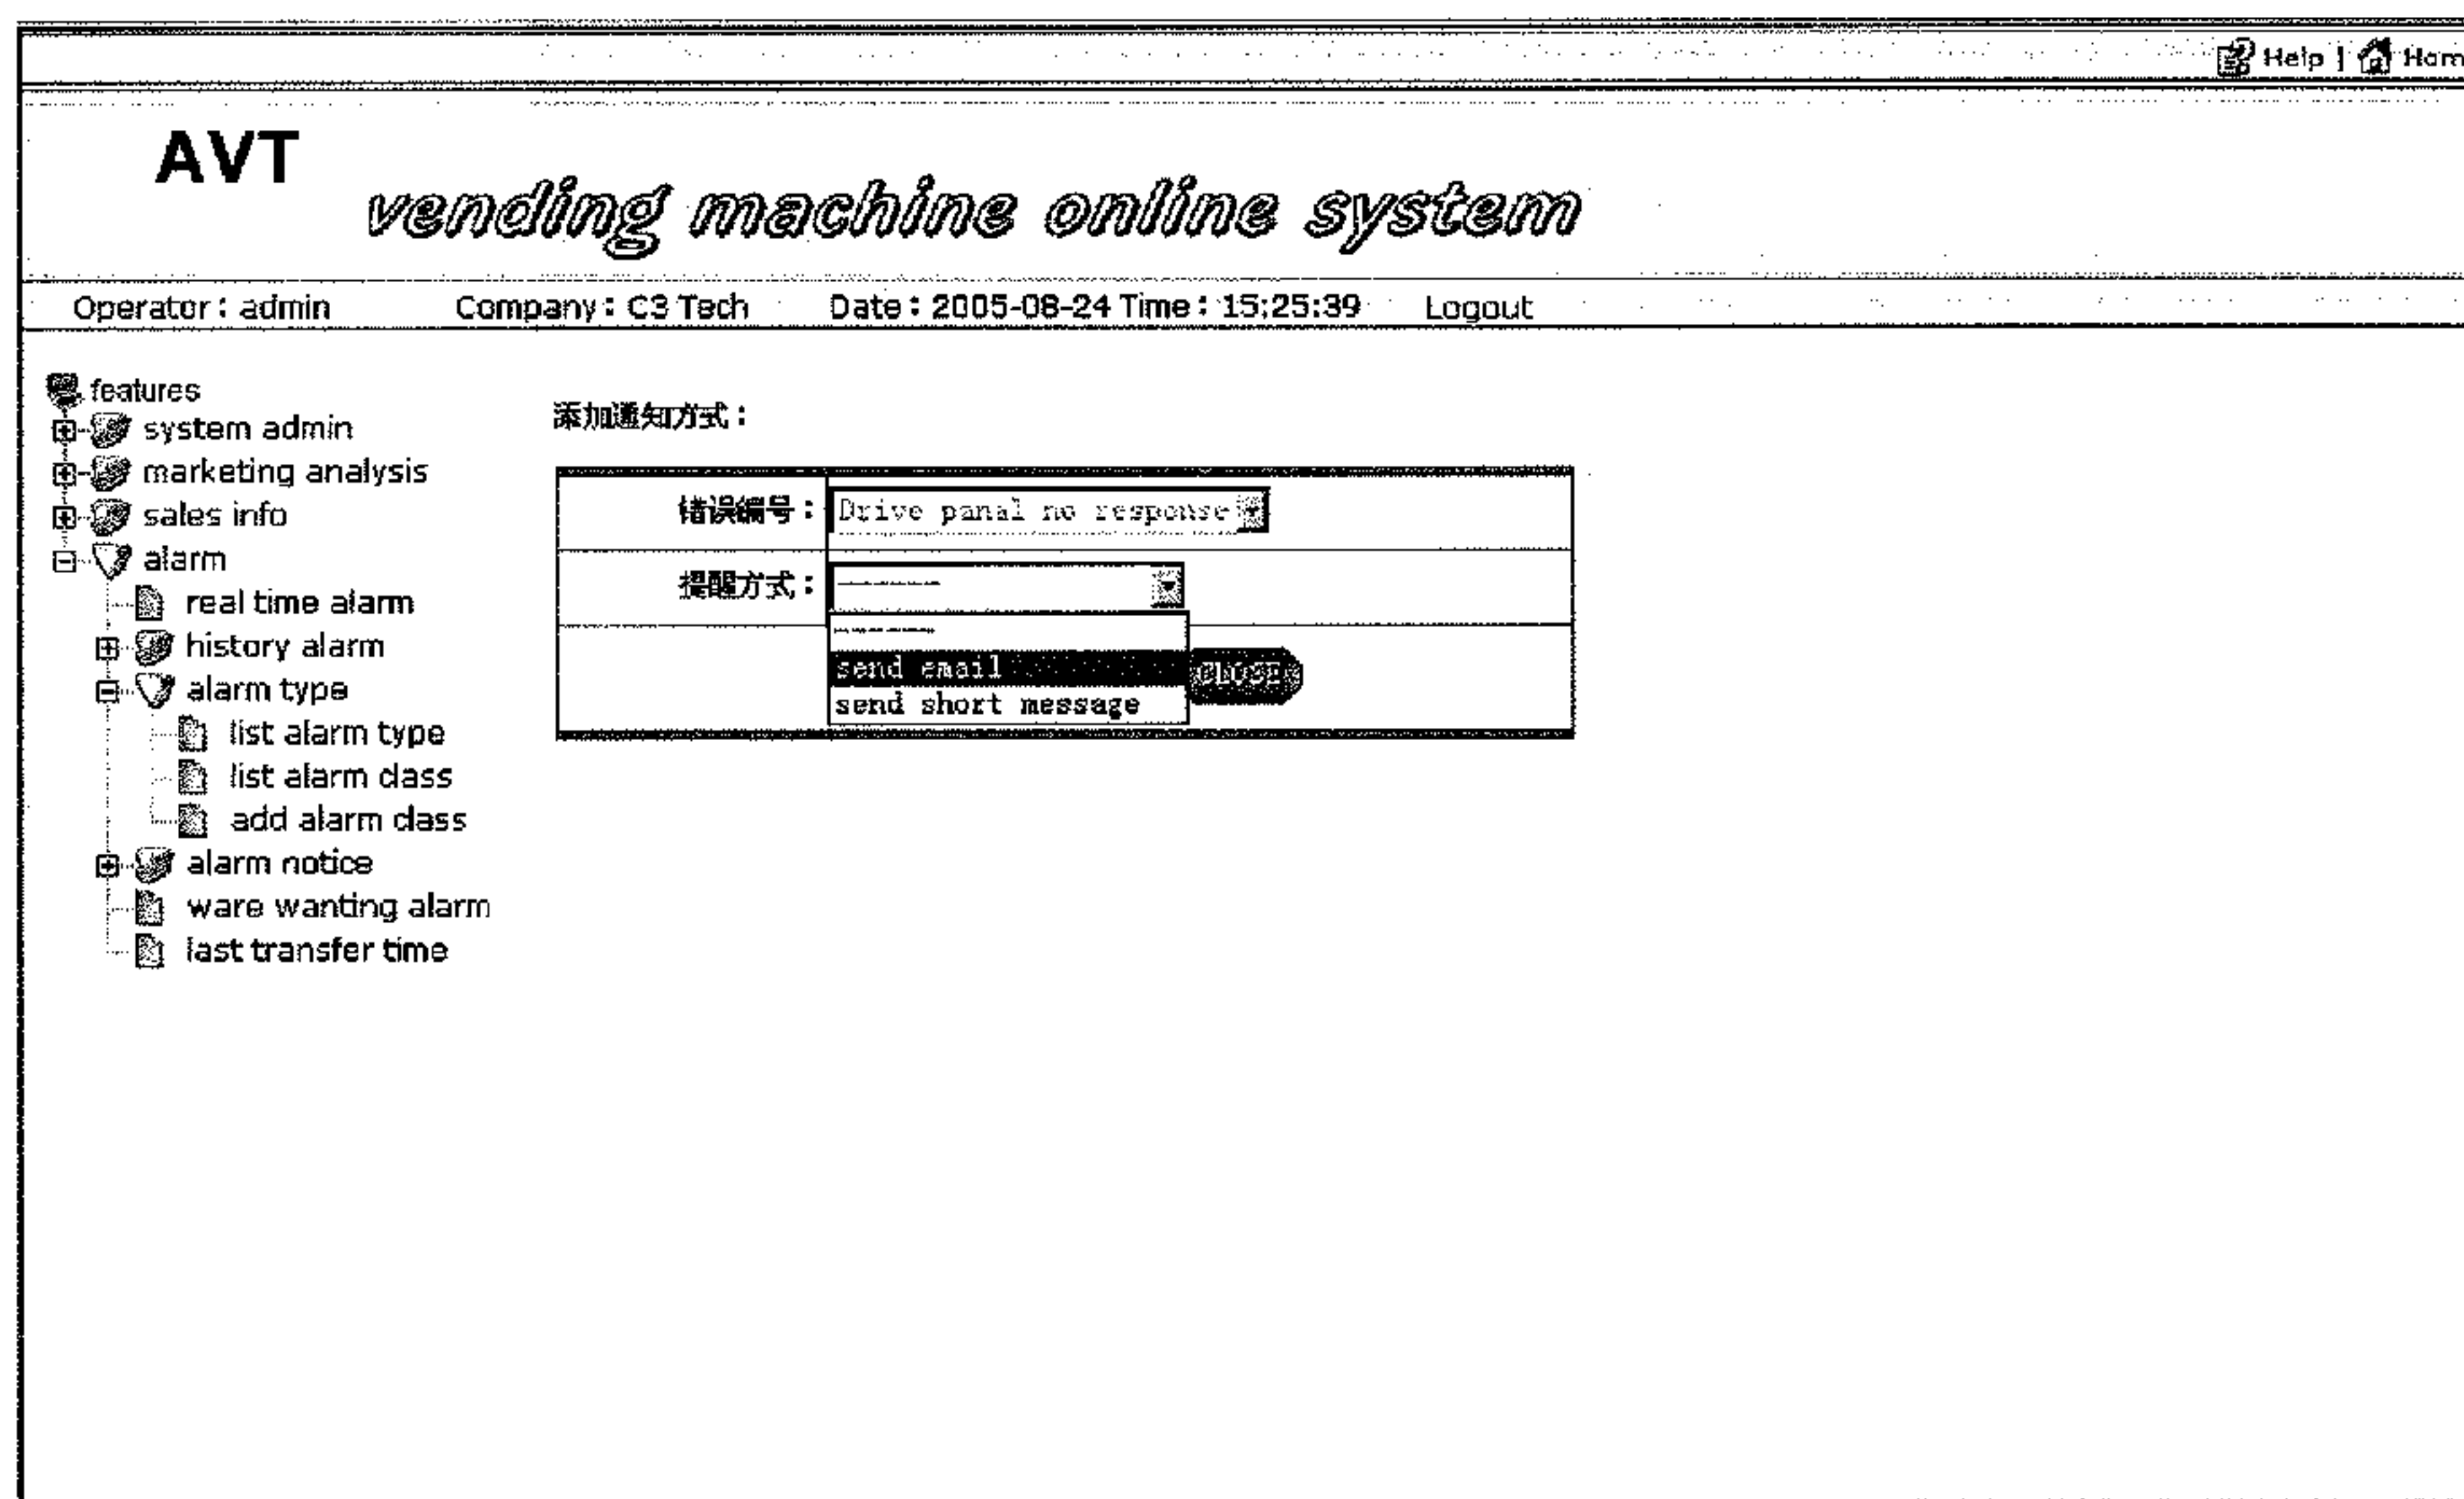 Help | Hom
AVT
vending machine online system
Operator : admin Company : C3 Tech Date : 2005-08-24 Time : 15:25:39 Logout
features
system admin
marketing analysis
sales info
alarm
real time alarm
history alarm
alarm type
list alarm type
list alarm class
add alarm class
alarm notice
ware wanting alarm
last transfer time
添加通知方式：
错误编号： Drive panal no response
提醒方式： --------
--------
send email
send short message